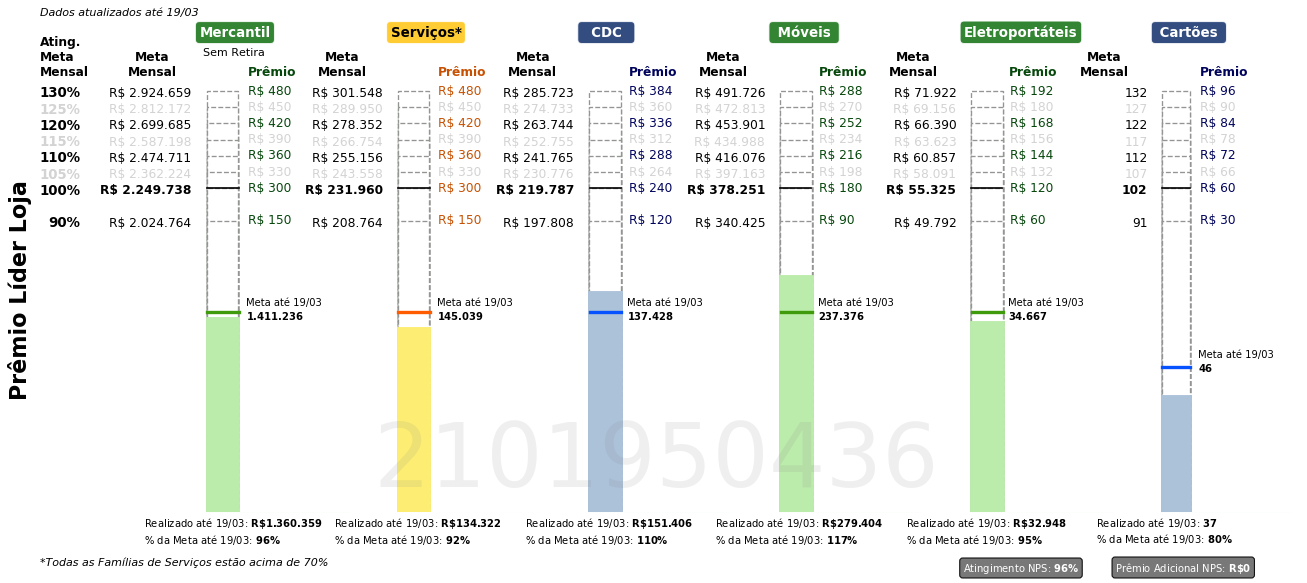 Dados atualizados até 19/03
Mercantil Serviços* CDC Móveis Eletroportáteis Cartões
Sem Retira
Ating. Meta Mensal Meta Mensal Prêmio Meta Mensal Prêmio Meta Mensal Prêmio Meta Mensal Prêmio Meta Mensal Prêmio Meta Mensal Prêmio
130% R$ 2.924.659 R$ 480 R$ 301.548 R$ 480 R$ 285.723 R$ 384 R$ 491.726 R$ 288 R$ 71.922 R$ 192 132 R$ 96
125% R$ 2.812.172 R$ 450 R$ 289.950 R$ 450 R$ 274.733 R$ 360 R$ 472.813 R$ 270 R$ 69.156 R$ 180 127 R$ 90
120% R$ 2.699.685 R$ 420 R$ 278.352 R$ 420 R$ 263.744 R$ 336 R$ 453.901 R$ 252 R$ 66.390 R$ 168 122 R$ 84
115% R$ 2.587.198 R$ 390 R$ 266.754 R$ 390 R$ 252.755 R$ 312 R$ 434.988 R$ 234 R$ 63.623 R$ 156 117 R$ 78
110% R$ 2.474.711 R$ 360 R$ 255.156 R$ 360 R$ 241.765 R$ 288 R$ 416.076 R$ 216 R$ 60.857 R$ 144 112 R$ 72
105% R$ 2.362.224 R$ 330 R$ 243.558 R$ 330 R$ 230.776 R$ 264 R$ 397.163 R$ 198 R$ 58.091 R$ 132 107 R$ 66
100% R$ 2.249.738 R$ 300 R$ 231.960 R$ 300 R$ 219.787 R$ 240 R$ 378.251 R$ 180 R$ 55.325 R$ 120 102 R$ 60
90% R$ 2.024.764 R$ 150 R$ 208.764 R$ 150 R$ 197.808 R$ 120 R$ 340.425 R$ 90 R$ 49.792 R$ 60 91 R$ 30
Prêmio Líder Loja
Meta até 19/03 Meta até 19/03 Meta até 19/03 Meta até 19/03 Meta até 19/03
1.411.236 145.039 137.428 237.376 34.667
Meta até 19/03
46
2101950436
Realizado até 19/03: R$1.360.359 Realizado até 19/03: R$134.322 Realizado até 19/03: R$151.406 Realizado até 19/03: R$279.404 Realizado até 19/03: R$32.948 Realizado até 19/03: 37
% da Meta até 19/03: 96% % da Meta até 19/03: 92% % da Meta até 19/03: 110% % da Meta até 19/03: 117% % da Meta até 19/03: 95% % da Meta até 19/03: 80%
*Todas as Famílias de Serviços estão acima de 70% Atingimento NPS: 96% Prêmio Adicional NPS: R$0